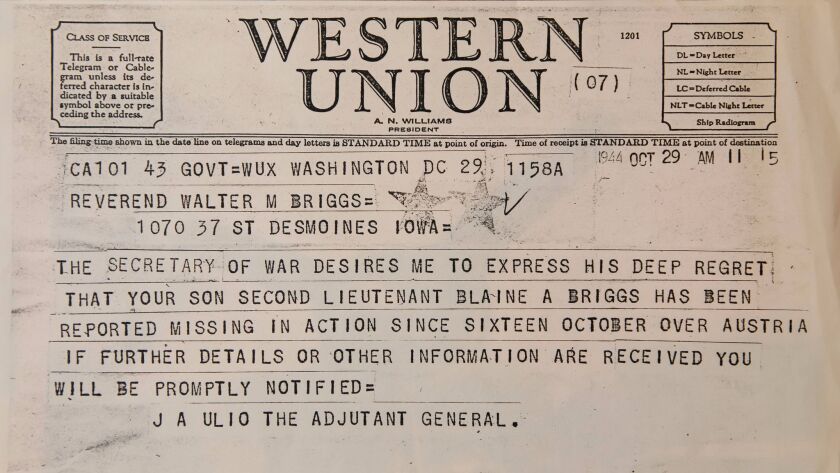 CLASS OF SERVICE
This is a full-rate
Telegram or Cable-
gram unless its de-
ferred character is in-
dicated by a suitable
symbol above or pre-
ceding the address.
WESTERN
UNION
1201
(07)
A. N. WILLIAMS
PRESIDENT
SYMBOLS
DL=Day Letter
NL=Night Letter
LC=Deferred Cable
NLT=Cable Night Letter
Ship Radiogram
The filing time shown in the date line on telegrams and day letters is STANDARD TIME at point of origin. Time of receipt is STANDARD TIME at point of destination
CA101 43 GOVT=WUX WASHINGTON DC 29 1158A
1944 OCT 29 AM 11 15
REVEREND WALTER M BRIGGS=
1070 37 ST DESMOINES IOWA=
THE SECRETARY OF WAR DESIRES ME TO EXPRESS HIS DEEP REGRET
THAT YOUR SON SECOND LIEUTENANT BLAINE A BRIGGS HAS BEEN
REPORTED MISSING IN ACTION SINCE SIXTEEN OCTOBER OVER AUSTRIA
IF FURTHER DETAILS OR OTHER INFORMATION ARE RECEIVED YOU
WILL BE PROMPTLY NOTIFIED=
J A ULIO THE ADJUTANT GENERAL.